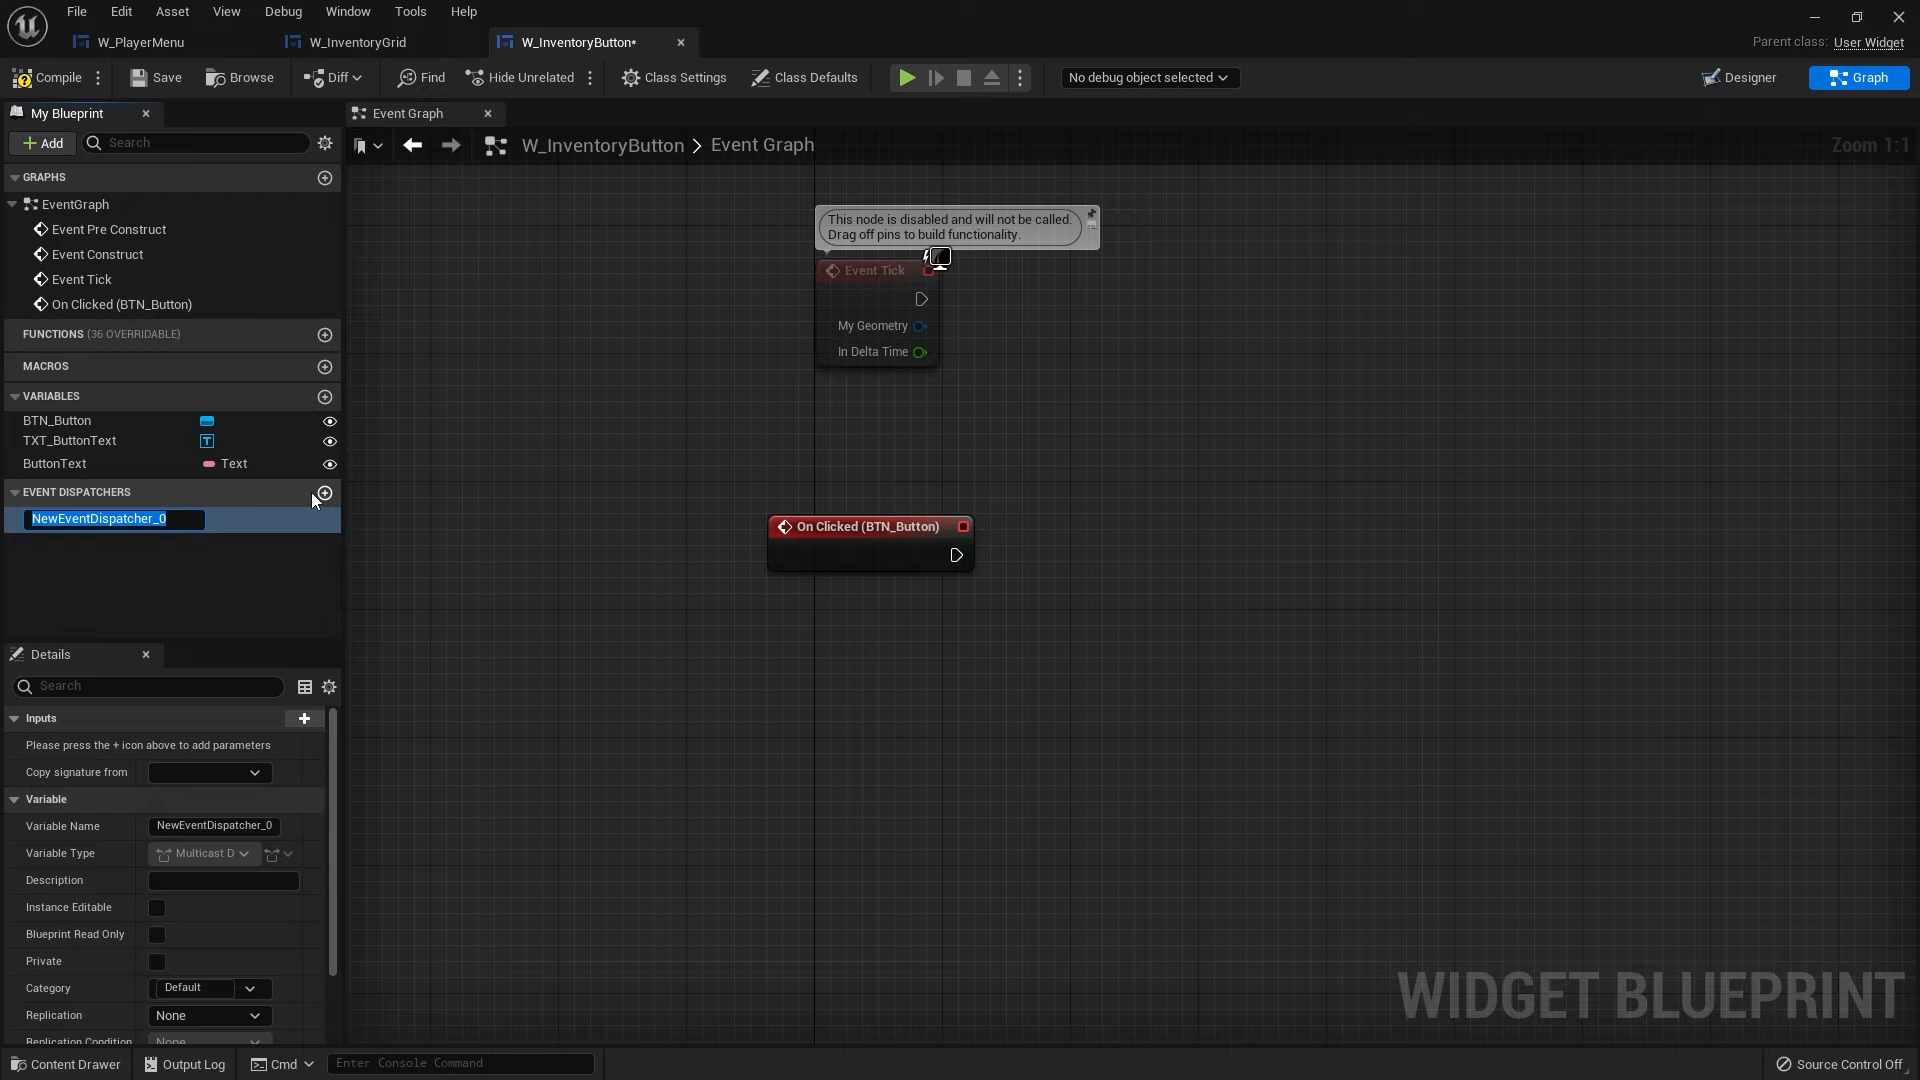 File Edit Asset View Debug Window Tools Help
W_PlayerMenu W_InventoryGrid W_InventoryButton*
Parent class: User Widget
Compile Save Browse Diff Find Hide Unrelated Class Settings Class Defaults No debug object selected Designer Graph
My Blueprint Event Graph
Add Search W_InventoryButton Event Graph Zoom 1:1
GRAPHS
EventGraph
Event Pre Construct
Event Construct
Event Tick
On Clicked (BTN_Button)
FUNCTIONS (36 OVERRIDABLE)
MACROS
VARIABLES
BTN_Button
TXT_ButtonText
ButtonText Text
EVENT DISPATCHERS
NewEventDispatcher_0
This node is disabled and will not be called.
Drag off pins to build functionality.
Event Tick
My Geometry
In Delta Time
On Clicked (BTN_Button)
Details
Search
Inputs
Please press the + icon above to add parameters
Copy signature from
Variable
Variable Name NewEventDispatcher_0
Variable Type Multicast D
Description
Instance Editable
Blueprint Read Only
Private
Category Default
Replication None
Replication Condition None
WIDGET BLUEPRINT
Content Drawer Output Log Cmd Enter Console Command Source Control Off